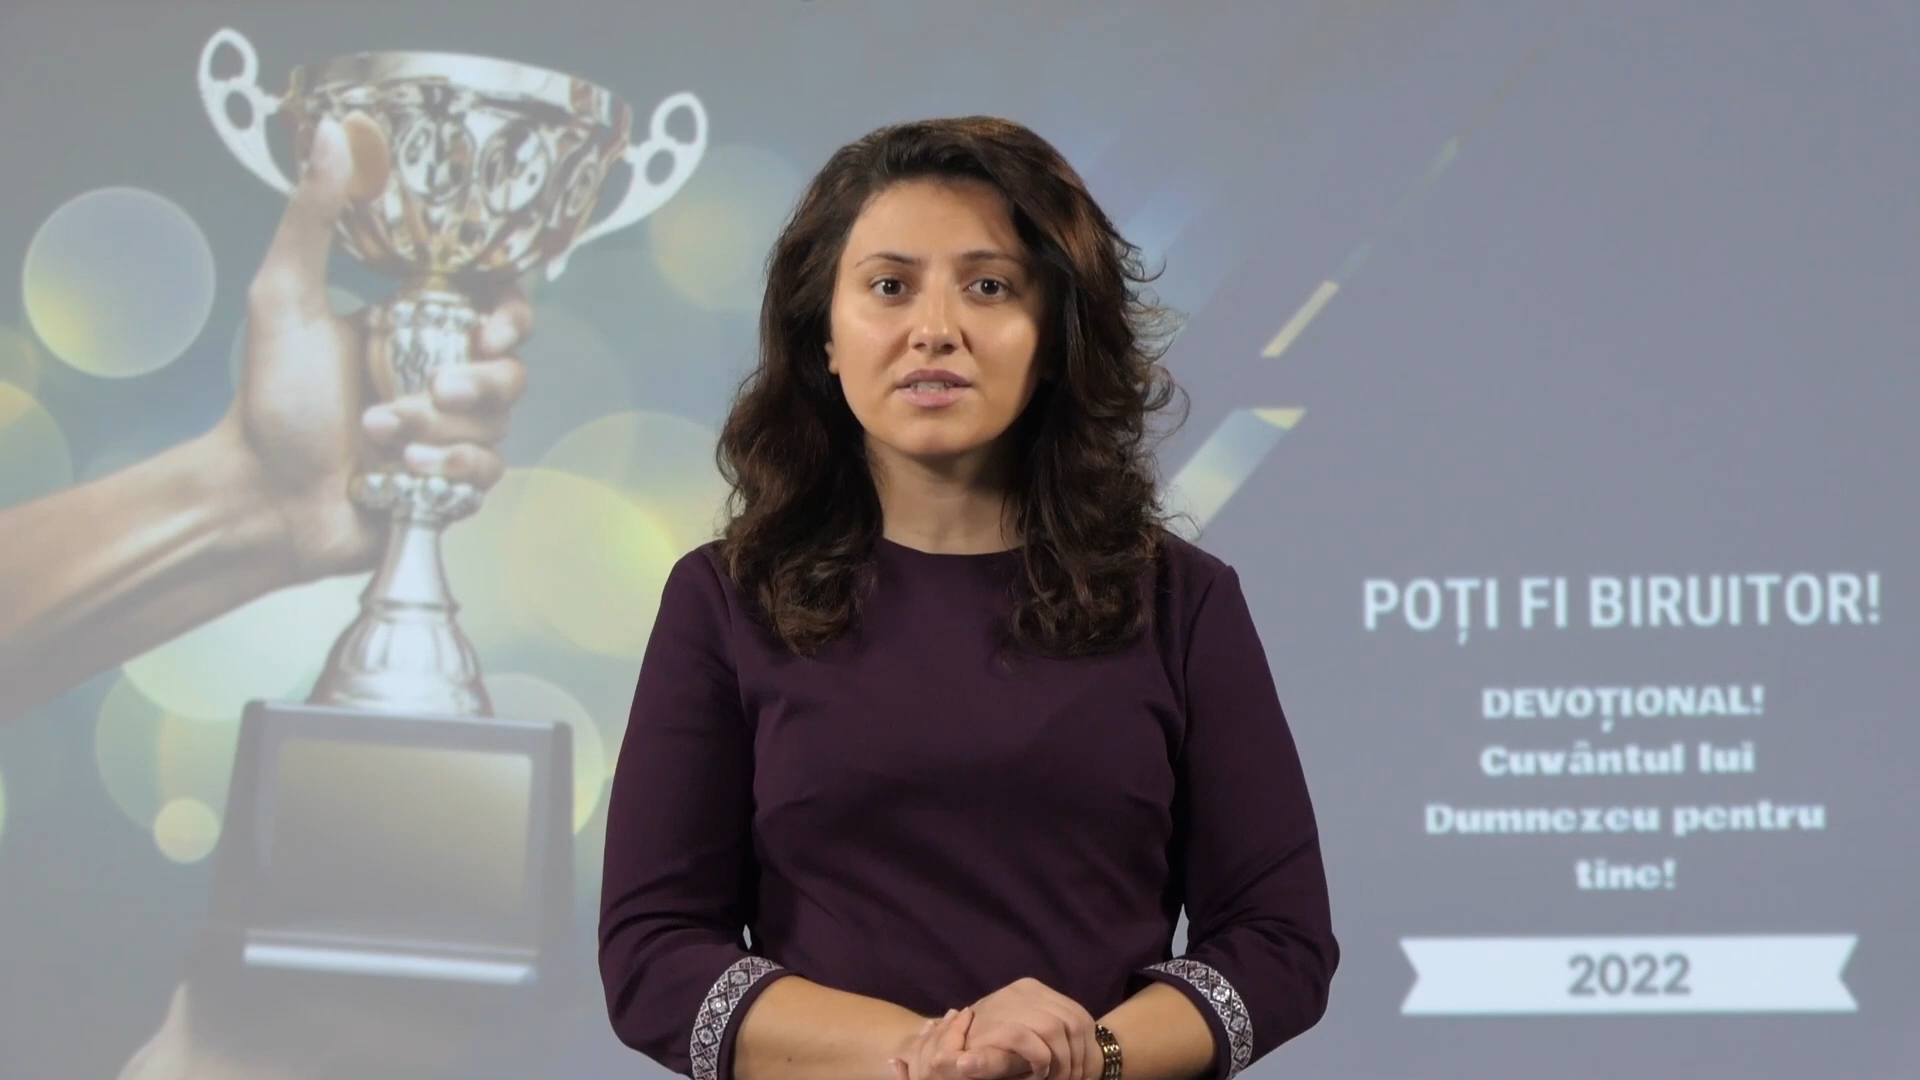 POȚI FI BIRUITOR!
DEVOȚIONAL!
Cuvântul lui
Dumnezeu pentru
tine!
2022